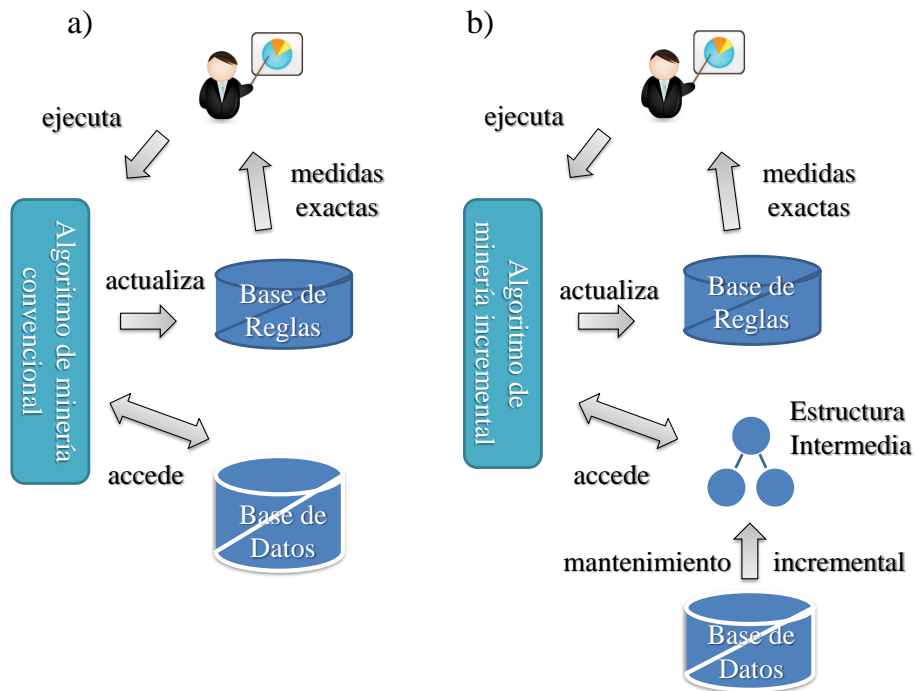 a)
ejecuta
medidas
exactas
Algoritmo de minería
convencional
actualiza
Base de
Reglas
accede
Base de
Datos
b)
ejecuta
medidas
exactas
Algoritmo de
minería incremental
actualiza
Base de
Reglas
Estructura
Intermedia
accede
mantenimiento incremental
Base de
Datos